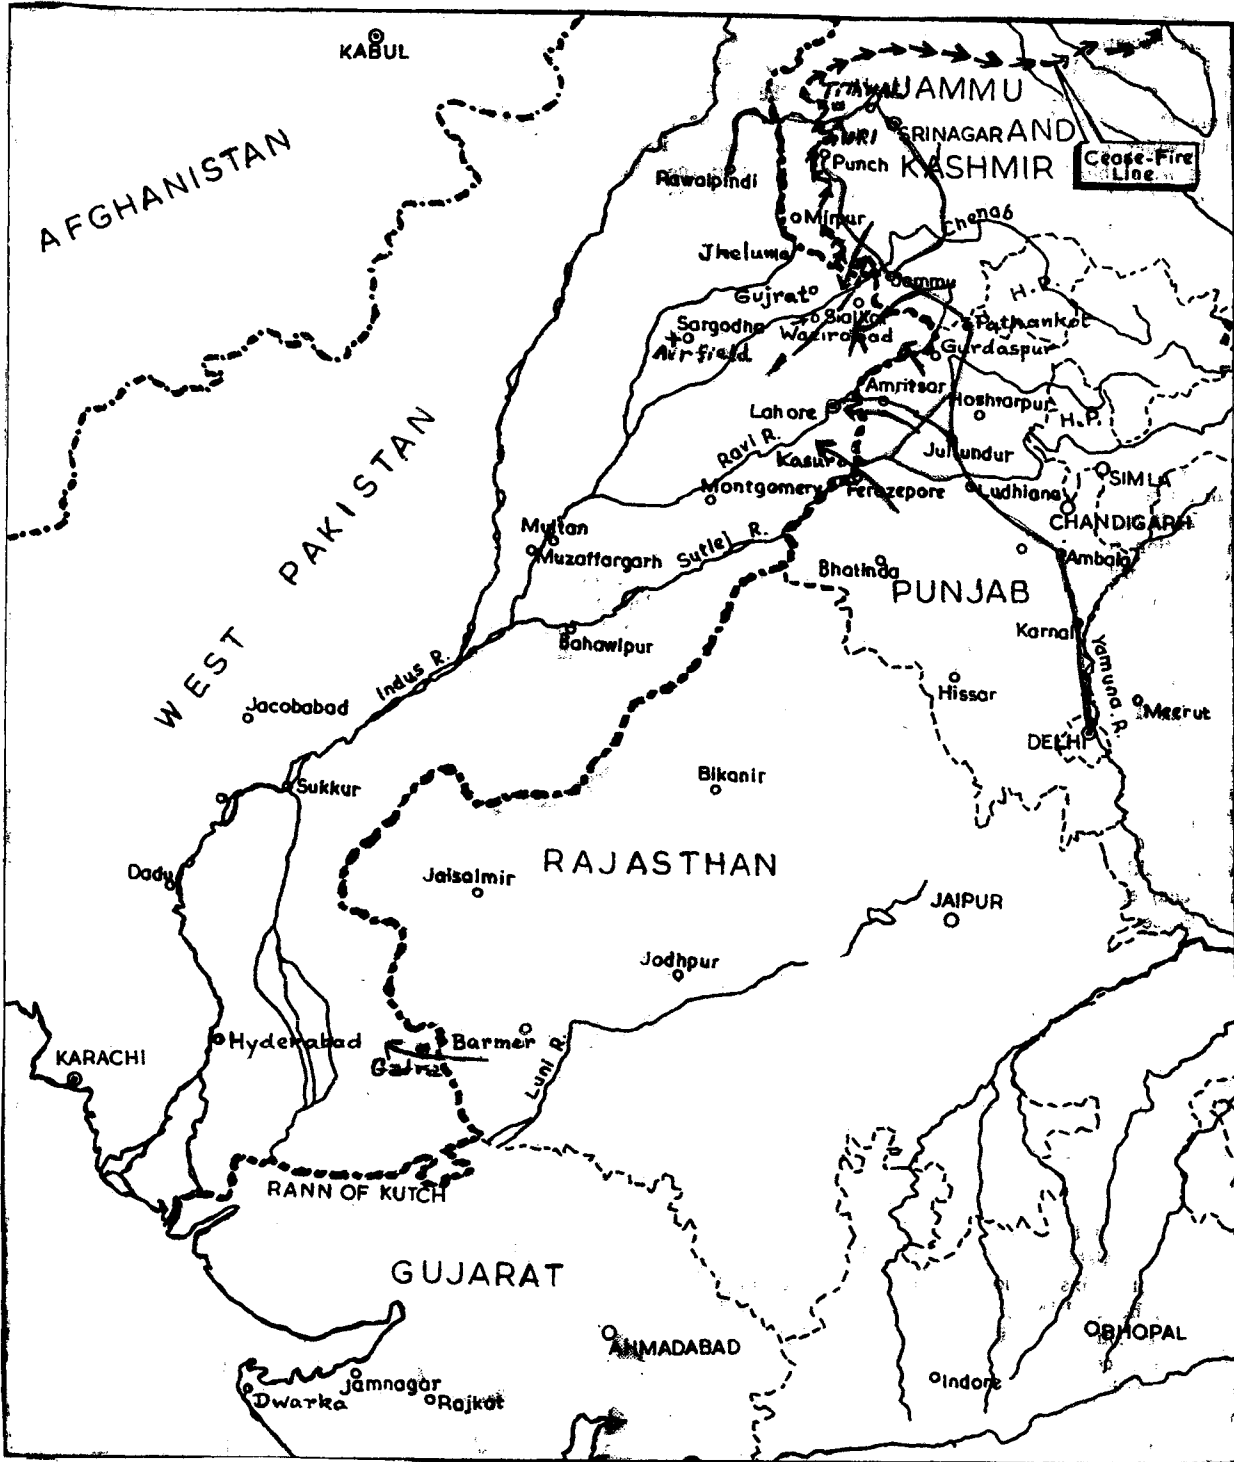 KABUL
AFGHANISTAN
JAMMU
AND
KASHMIR
SRINAGAR
URI
Punch
Cease-Fire
Line
Rawalpindi
Chenab
Jhelum
Jammu
H.P.
Gujrat
Sialkot
Pathankot
Sargodha
Wazirabad
Airfield
Gurdaspur
Amritsar
Lahore
Hoshiarpur
H.P.
Ravi R.
Kasur
Jullundur
SIMLA
Montgomery
Ferozepore
Ludhiana
CHANDIGARH
WEST PAKISTAN
Multan
Muzaffargarh
Sutlej R.
Bhatinda
Ambala
PUNJAB
Bahawlpur
Karnal
Yamuna. R.
Indus R.
Hissar
Jacobabad
Meerut
DELHI
Sukkur
Bikanir
RAJASTHAN
Dadu
Jaisalmir
JAIPUR
Jodhpur
Hyderabad
Barmer
KARACHI
Luni R.
RANN OF KUTCH
GUJARAT
AHMADABAD
BHOPAL
Jamnagar
Indore
Dwarka
Rajkot